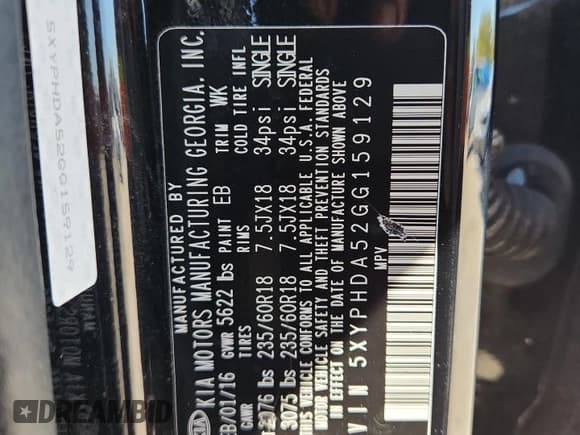 MANUFACTURED BY
KIA KIA MOTORS MANUFACTURING GEORGIA, INC.
EB/01/16 GVWR 5622 lbs PAINT EB TRIM WK
GAWR TIRES RIMS COLD TIRE INFL
2976 lbs 235/60R18 7.5JX18 34psi SINGLE
3075 lbs 235/60R18 7.5JX18 34psi SINGLE
THIS VEHICLE CONFORMS TO ALL APPLICABLE U.S.A. FEDERAL
MOTOR VEHICLE SAFETY AND THEFT PREVENTION STANDARDS
IN EFFECT ON THE DATE OF MANUFACTURE SHOWN ABOVE
VIN 5XYPHDA52GG159129
MPV
5XYPHDA52GG159129
AUTOBIDMASTER